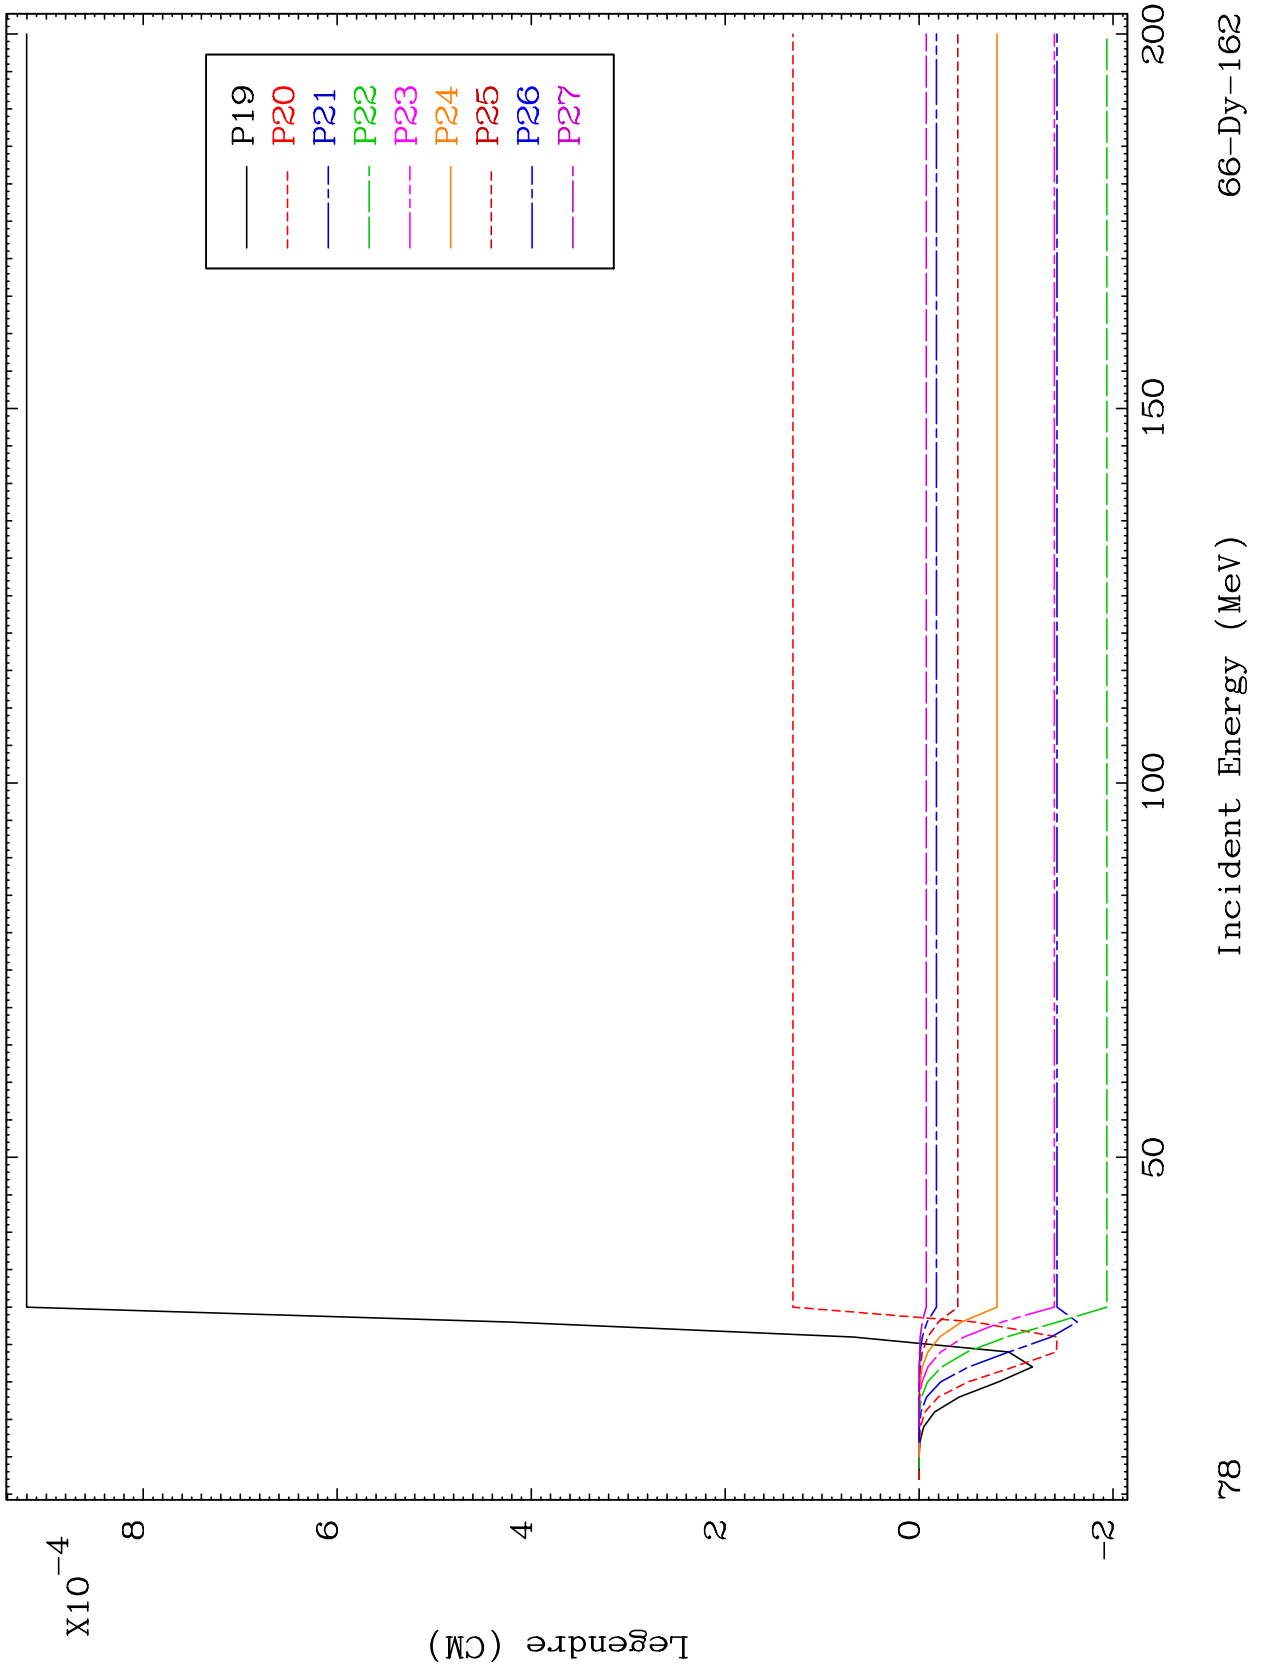 X10-4
8
6
4
2
0
-2
Legendre (CM)
P19
P20
P21
P22
P23
P24
P25
P26
P27
50
100
150
200
Incident Energy (MeV)
78
66-Dy-162